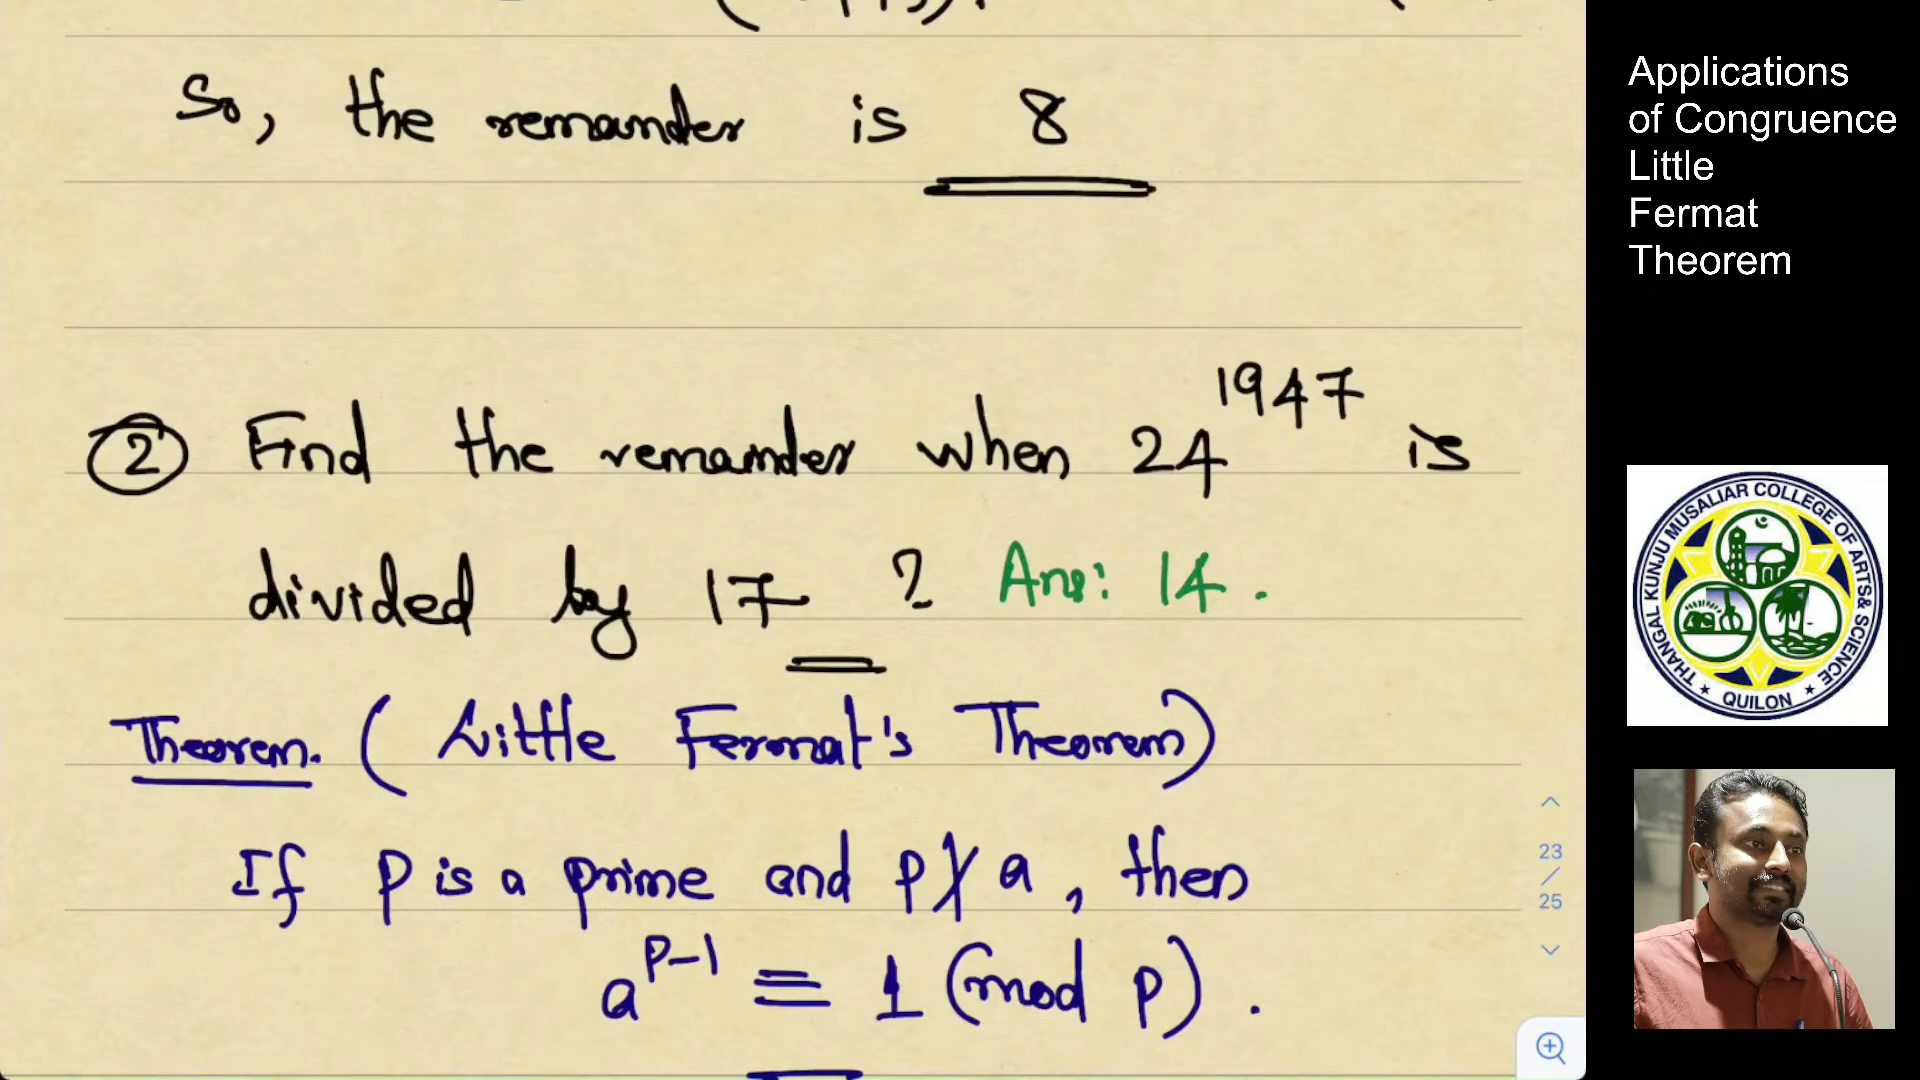 So, the remainder is 8
② Find the remainder when 24^1947 is
divided by 17 ? Ans: 14.
Theorem. (Little Fermat's Theorem)
If p is a prime and p∤a, then
a^p-1 ≡ 1 (mod p).
Applications
of Congruence
Little
Fermat
Theorem
THANGAL KUNJU MUSALIAR COLLEGE OF ARTS & SCIENCE
★ QUILON ★
23
/
25